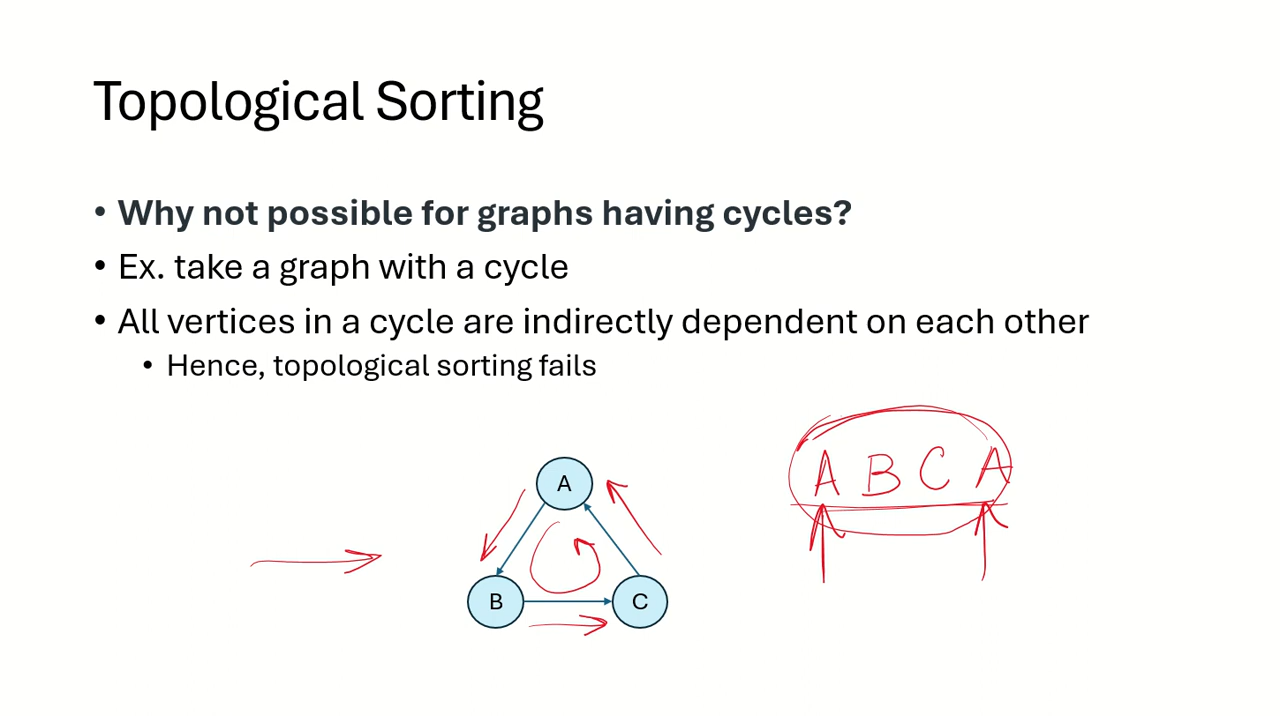 Topological Sorting
• Why not possible for graphs having cycles?
• Ex. take a graph with a cycle
• All vertices in a cycle are indirectly dependent on each other
• Hence, topological sorting fails
A B C A
A
B C